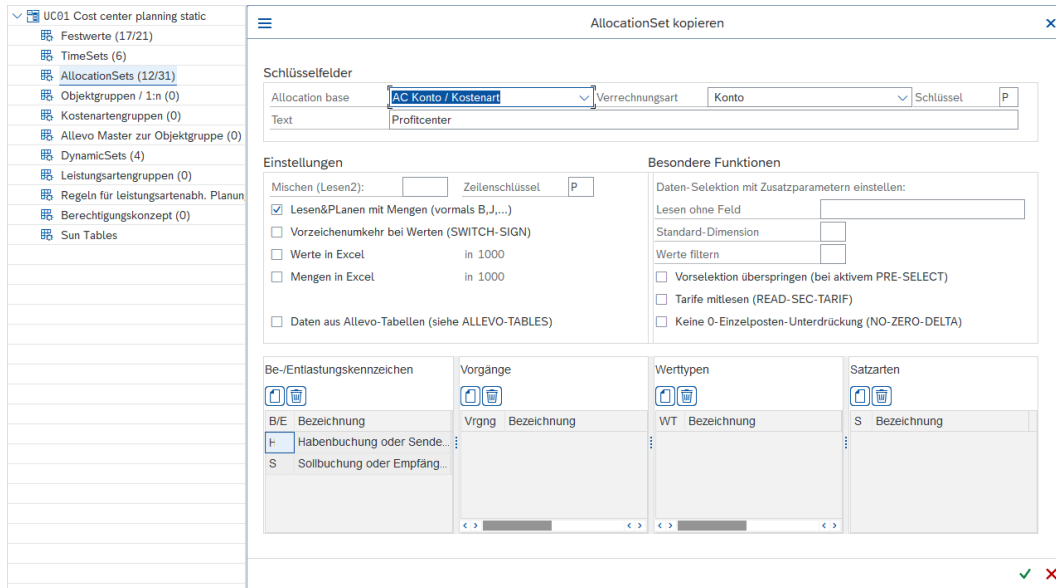 UC01 Cost center planning static
Festwerte (17/21)
TimeSets (6)
AllocationSets (12/31)
Objektgruppen / 1:n (0)
Kostenartengruppen (0)
Allevo Master zur Objektgruppe (0)
DynamicSets (4)
Leistungsartengruppen (0)
Regeln für leistungsartenabh. Planun
Berechtigungskonzept (0)
Sun Tables
AllocationSet kopieren
Schlüsselfelder
Allocation base AC Konto / Kostenart Verrechnungsart Konto Schlüssel P
Text Profitcenter
Einstellungen
Mischen (Lesen2): Zeilenschlüssel P
Lesen&PLanen mit Mengen (vormals B,J,...)
Vorzeichenumkehr bei Werten (SWITCH-SIGN)
Werte in Excel in 1000
Mengen in Excel in 1000
Daten aus Allevo-Tabellen (siehe ALLEVO-TABLES)
Besondere Funktionen
Daten-Selektion mit Zusatzparametern einstellen:
Lesen ohne Feld
Standard-Dimension
Werte filtern
Vorselektion überspringen (bei aktivem PRE-SELECT)
Tarife mitlesen (READ-SEC-TARIF)
Keine 0-Einzelposten-Unterdrückung (NO-ZERO-DELTA)
Be-/Entlastungskennzeichen
B/E Bezeichnung
H Habenbuchung oder Sende...
S Sollbuchung oder Empfäng...
Vorgänge
Vrgng Bezeichnung
Werttypen
WT Bezeichnung
Satzarten
S Bezeichnung